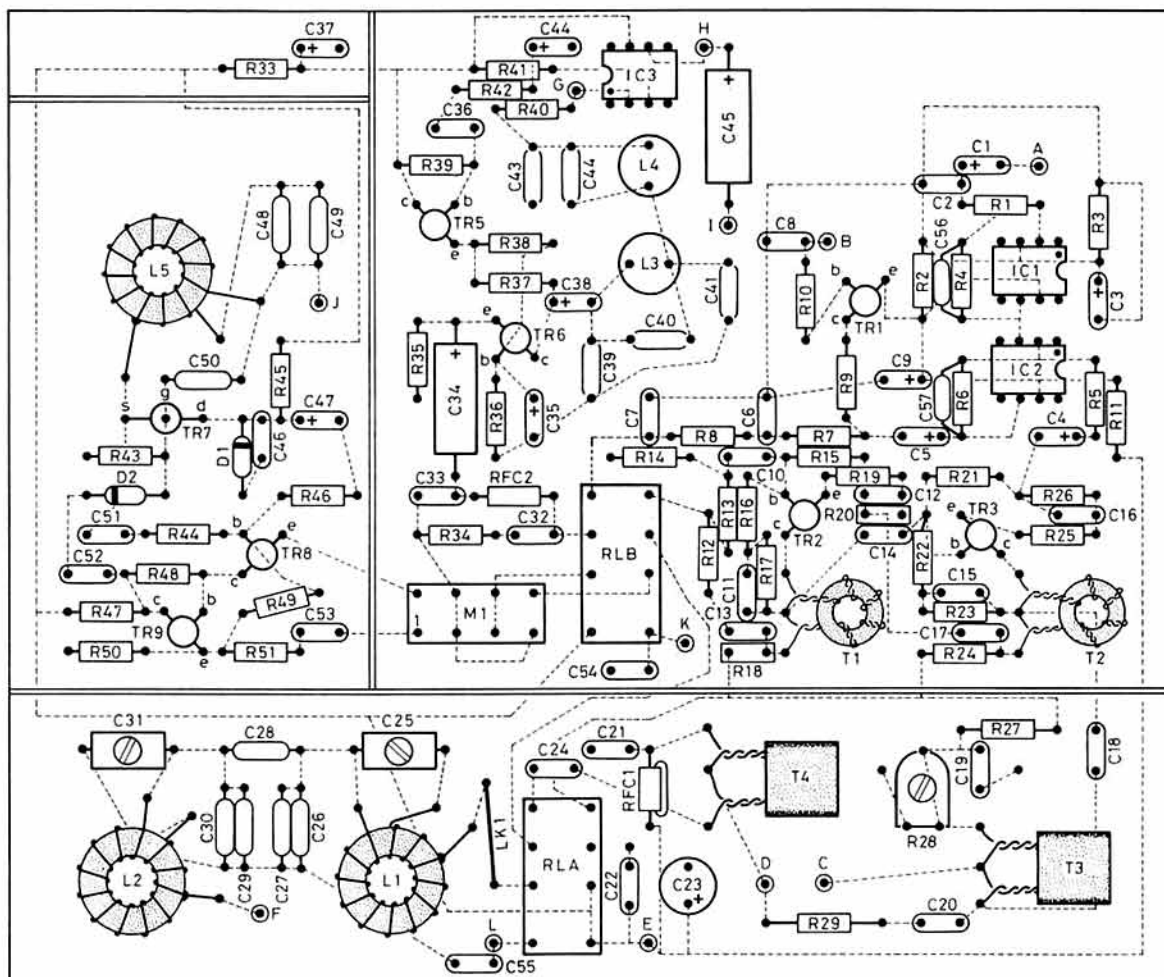 C37
+
R33
C44
+
H
R41
R42
G
R40
IC3
C36
R39
C45
+
C43
C44
L4
c
b
TR5
e
I
C1
+
A
C2
R1
R3
C8
B
C56
R2
R4
IC1
C3
+
C48
C49
L5
J
R38
R37
L3
C41
C38
+
R10
b
e
c
TR1
C50
R45
s
g
d
TR7
C47
+
R35
C34
+
e
TR6
b
c
C40
C39
R36
C35
+
R9
C9
+
IC2
C57
R6
R5
R11
R43
D2
D1
C46
C7
C6
R8
R7
C5
+
C4
+
R14
R15
C10
R46
C33
RFC2
C51
R44
b
e
TR8
c
R34
C32
RLB
R13
R16
b
e
c
TR2
R19
R20
C12
C14
R21
R26
C16
R25
TR3
e
b
c
C52
R48
R47
c
b
TR9
e
R49
C53
R50
R51
1
M1
R12
C11
R17
C13
R18
R22
C15
R23
C17
R24
K
C54
T1
T2
C31
C28
C25
C24
C21
R27
C18
C19
RFC1
T4
R28
C30
C29
C27
C26
LK1
RLA
C22
C23
+
D
C
T3
L2
F
L1
L
E
C55
R29
C20